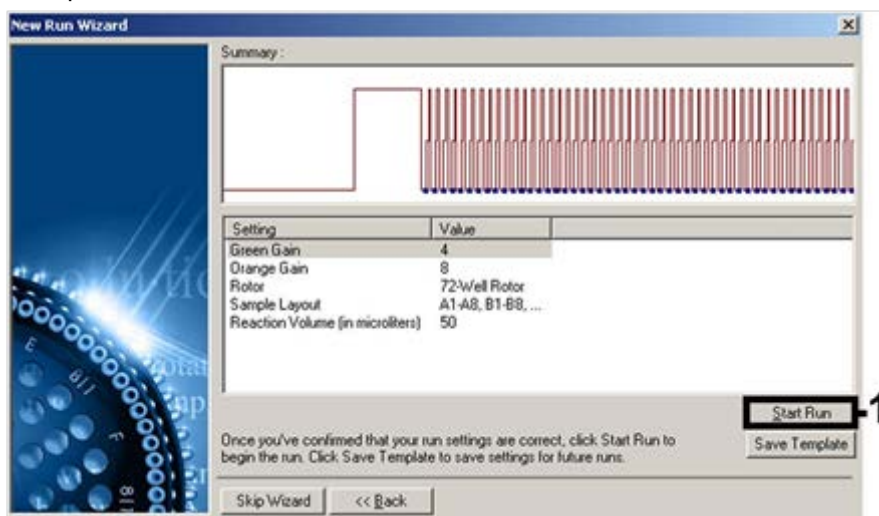 New Run Wizard
Summary :
Setting Value
Green Gain 4
Orange Gain 8
Rotor 72-Well Rotor
Sample Layout A1-A8, B1-B8, ...
Reaction Volume (in microliters) 50
Start Run
1
Once you've confirmed that your run settings are correct, click Start Run to
begin the run. Click Save Template to save settings for future runs.
Save Template
Skip Wizard << Back